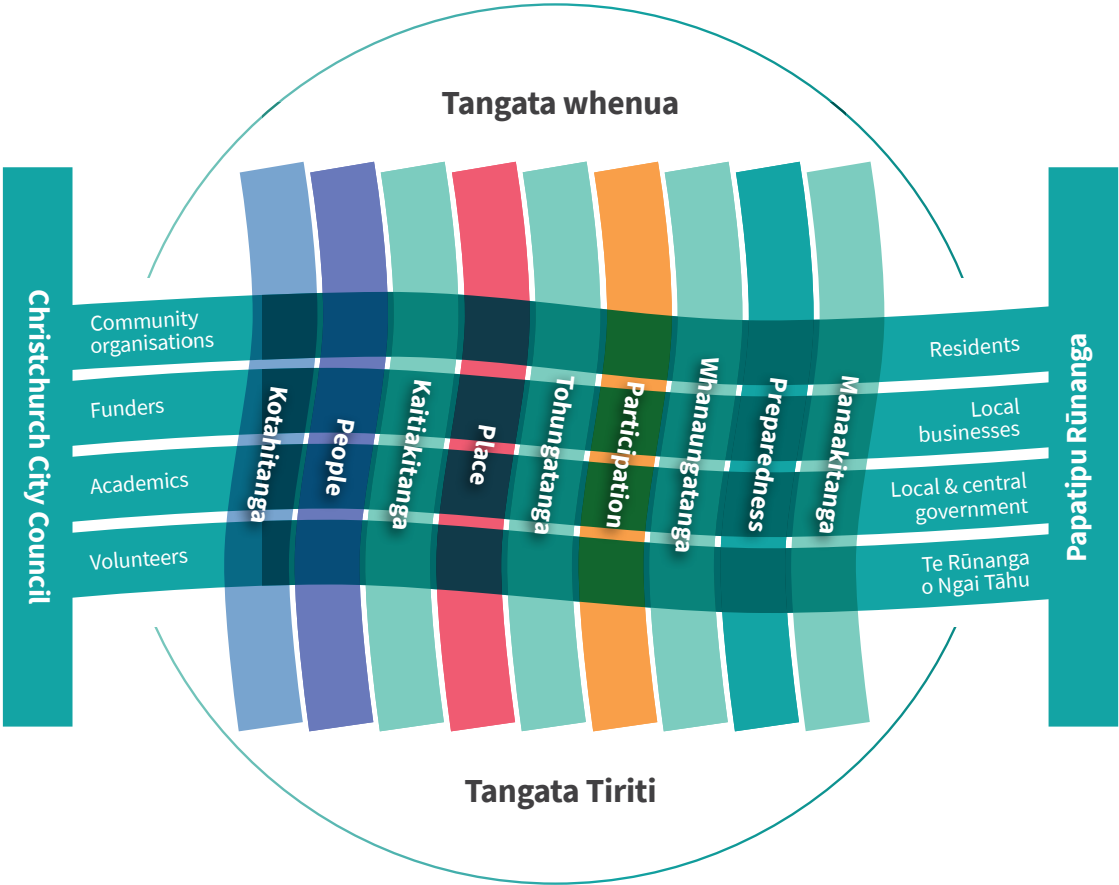 Tangata whenua
Christchurch City Council
Community
organisations
Funders
Academics
Volunteers
Kotahitanga
People
Kaitiakitanga
Place
Tohungatanga
Participation
Whanaungatanga
Preparedness
Manaakitanga
Residents
Local
businesses
Local & central
government
Te Rūnanga
o Ngai Tāhu
Papatipu Rūnanga
Tangata Tiriti